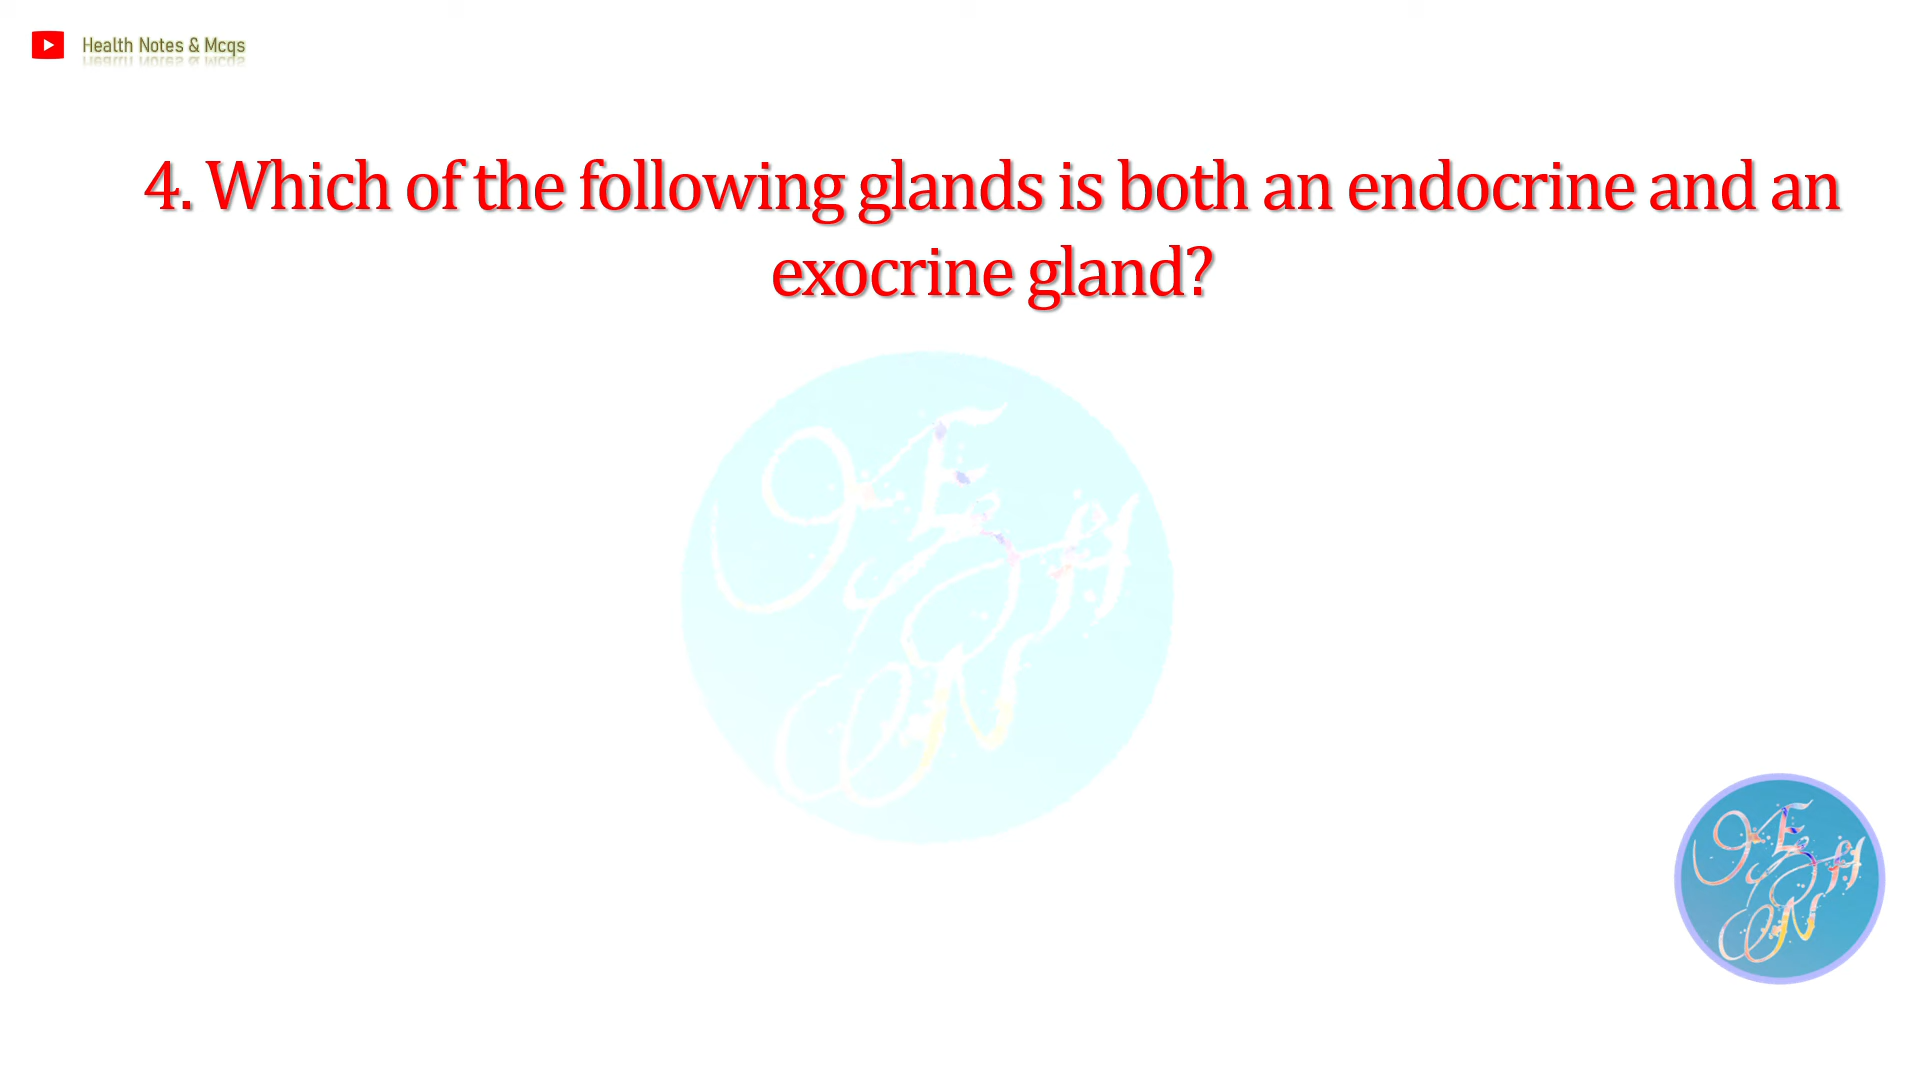 Health Notes & Mcqs
4. Which of the following glands is both an endocrine and an
exocrine gland?